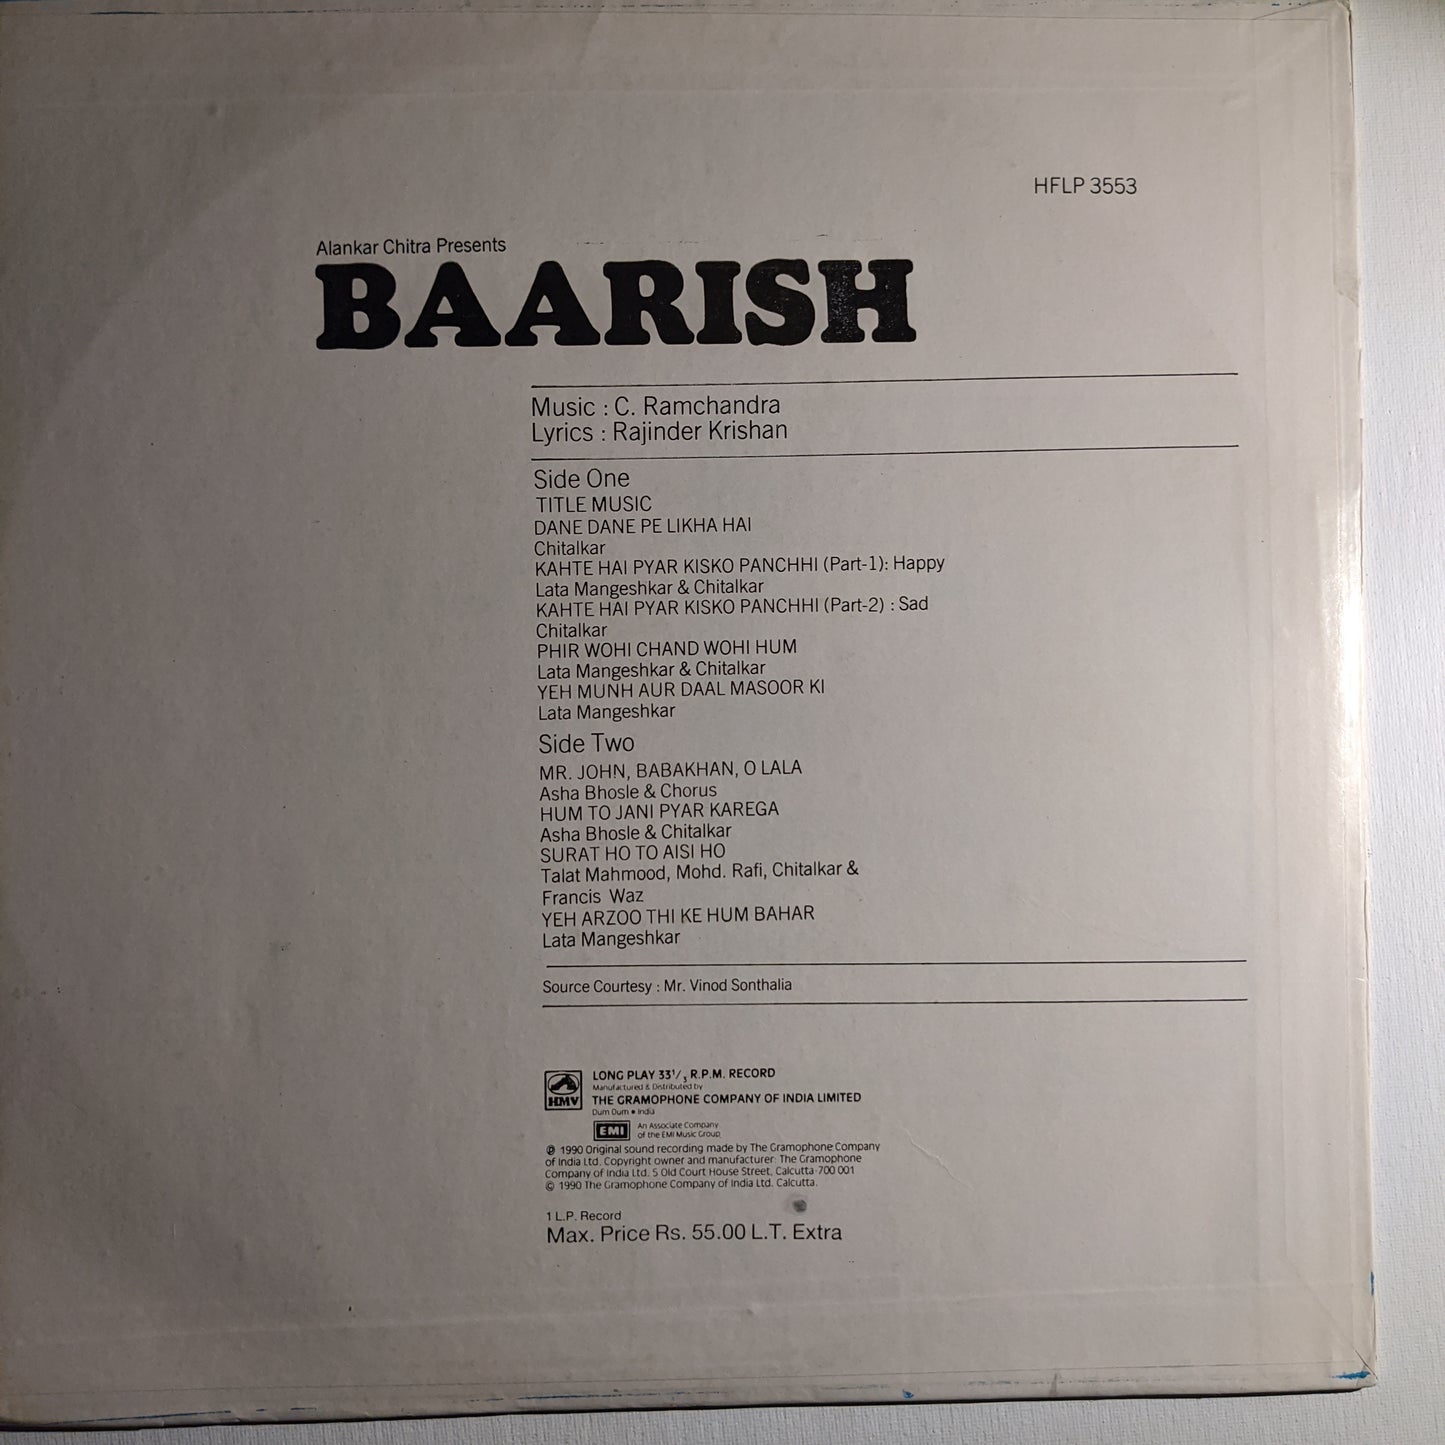 HFLP 3553
Alankar Chitra Presents
BAARISH
Music : C. Ramchandra
Lyrics : Rajinder Krishan
Side One
TITLE MUSIC
DANE DANE PE LIKHA HAI
Chitalkar
KAHTE HAI PYAR KISKO PANCHHI (Part-1): Happy
Lata Mangeshkar & Chitalkar
KAHTE HAI PYAR KISKO PANCHHI (Part-2) : Sad
Chitalkar
PHIR WOHI CHAND WOHI HUM
Lata Mangeshkar & Chitalkar
YEH MUNH AUR DAAL MASOOR KI
Lata Mangeshkar
Side Two
MR. JOHN, BABAKHAN, O LALA
Asha Bhosle & Chorus
HUM TO JANI PYAR KAREGA
Asha Bhosle & Chitalkar
SURAT HO TO AISI HO
Talat Mahmood, Mohd. Rafi, Chitalkar &
Francis Waz
YEH ARZOO THI KE HUM BAHAR
Lata Mangeshkar
Source Courtesy : Mr. Vinod Sonthalia
HMV
LONG PLAY 33 1/3 R.P.M. RECORD
Manufactured & Distributed by
THE GRAMOPHONE COMPANY OF INDIA LIMITED
Dum Dum • India
EMI
An Associate Company
of the EMI Music Group
℗ 1990 Original sound recording made by The Gramophone Company
of India Ltd. Copyright owner and manufacturer: The Gramophone
Company of India Ltd. 5 Old Court House Street, Calcutta-700 001
© 1990 The Gramophone Company of India Ltd. Calcutta.
1 L.P. Record
Max. Price Rs. 55.00 L.T. Extra